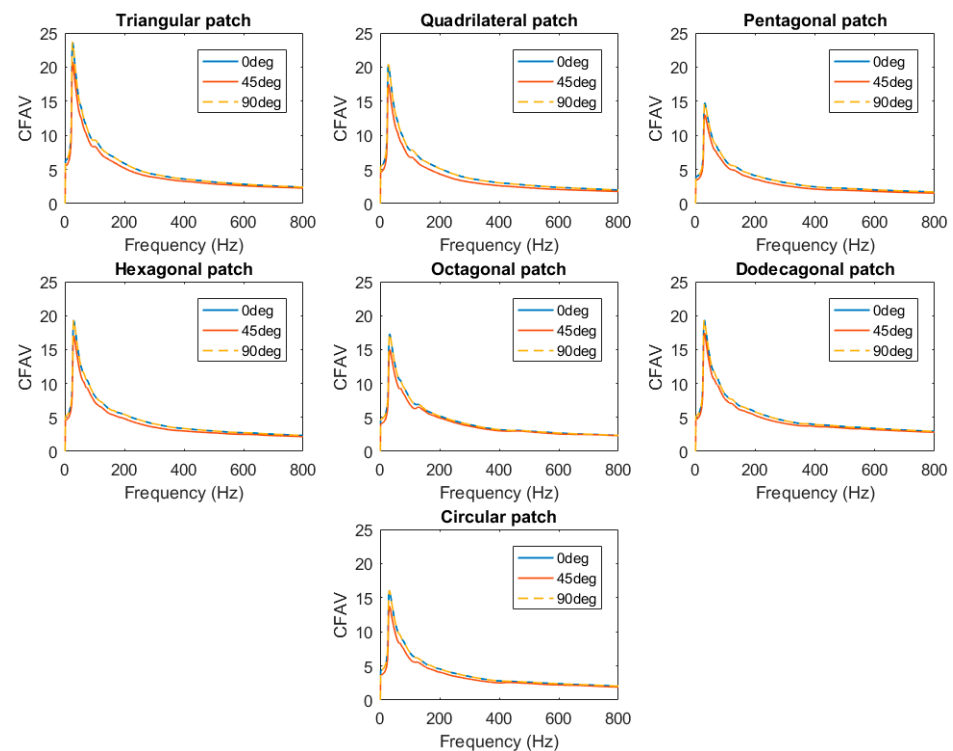 Triangular patch
25
20
15
10
5
0
CFAV
0deg
45deg
90deg
0 200 400 600 800
Frequency (Hz)
Quadrilateral patch
25
20
15
10
5
0
CFAV
0deg
45deg
90deg
0 200 400 600 800
Frequency (Hz)
Pentagonal patch
25
20
15
10
5
0
CFAV
0deg
45deg
90deg
0 200 400 600 800
Frequency (Hz)
Hexagonal patch
25
20
15
10
5
0
CFAV
0deg
45deg
90deg
0 200 400 600 800
Frequency (Hz)
Octagonal patch
25
20
15
10
5
0
CFAV
0deg
45deg
90deg
0 200 400 600 800
Frequency (Hz)
Dodecagonal patch
25
20
15
10
5
0
CFAV
0deg
45deg
90deg
0 200 400 600 800
Frequency (Hz)
Circular patch
25
20
15
10
5
0
CFAV
0deg
45deg
90deg
0 200 400 600 800
Frequency (Hz)